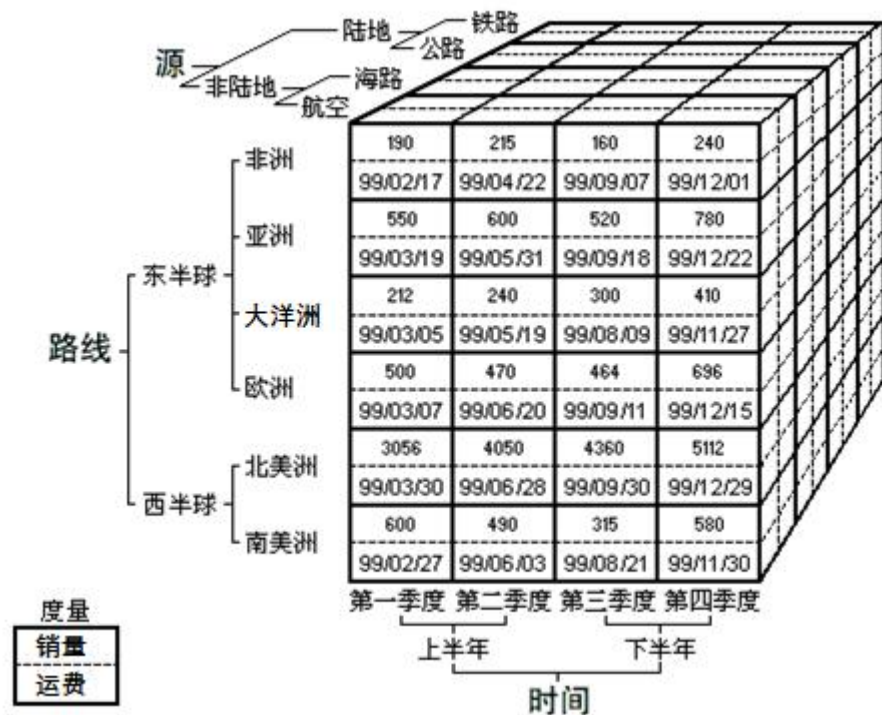 铁路
陆地
公路
源
海路
非陆地
航空
190 215 160 240
非洲
99/02/17 99/04/22 99/09/07 99/12/01
550 600 520 780
亚洲
99/03/19 99/05/31 99/09/18 99/12/22
东半球
212 240 300 410
大洋洲
99/03/05 99/05/19 99/08/09 99/11/27
路线
500 470 464 696
欧洲
99/03/07 99/06/20 99/09/11 99/12/15
3056 4050 4360 5112
北美洲
99/03/30 99/06/28 99/09/30 99/12/29
西半球
600 490 315 580
南美洲
99/02/27 99/06/03 99/08/21 99/11/30
第一季度 第二季度 第三季度 第四季度
度量
销量
上半年 下半年
运费
时间